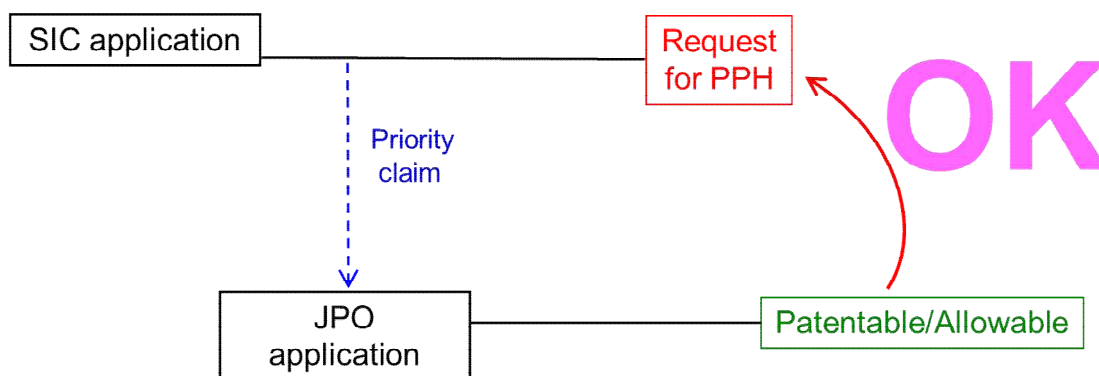 SIC application
Request
for PPH
OK
Priority
claim
JPO
application
Patentable/Allowable